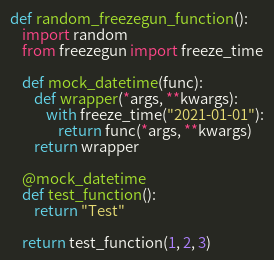 def random_freezegun_function():
    import random
    from freezegun import freeze_time

    def mock_datetime(func):
        def wrapper(*args, **kwargs):
            with freeze_time("2021-01-01"):
                return func(*args, **kwargs)
        return wrapper

    @mock_datetime
    def test_function():
        return "Test"

    return test_function(1, 2, 3)